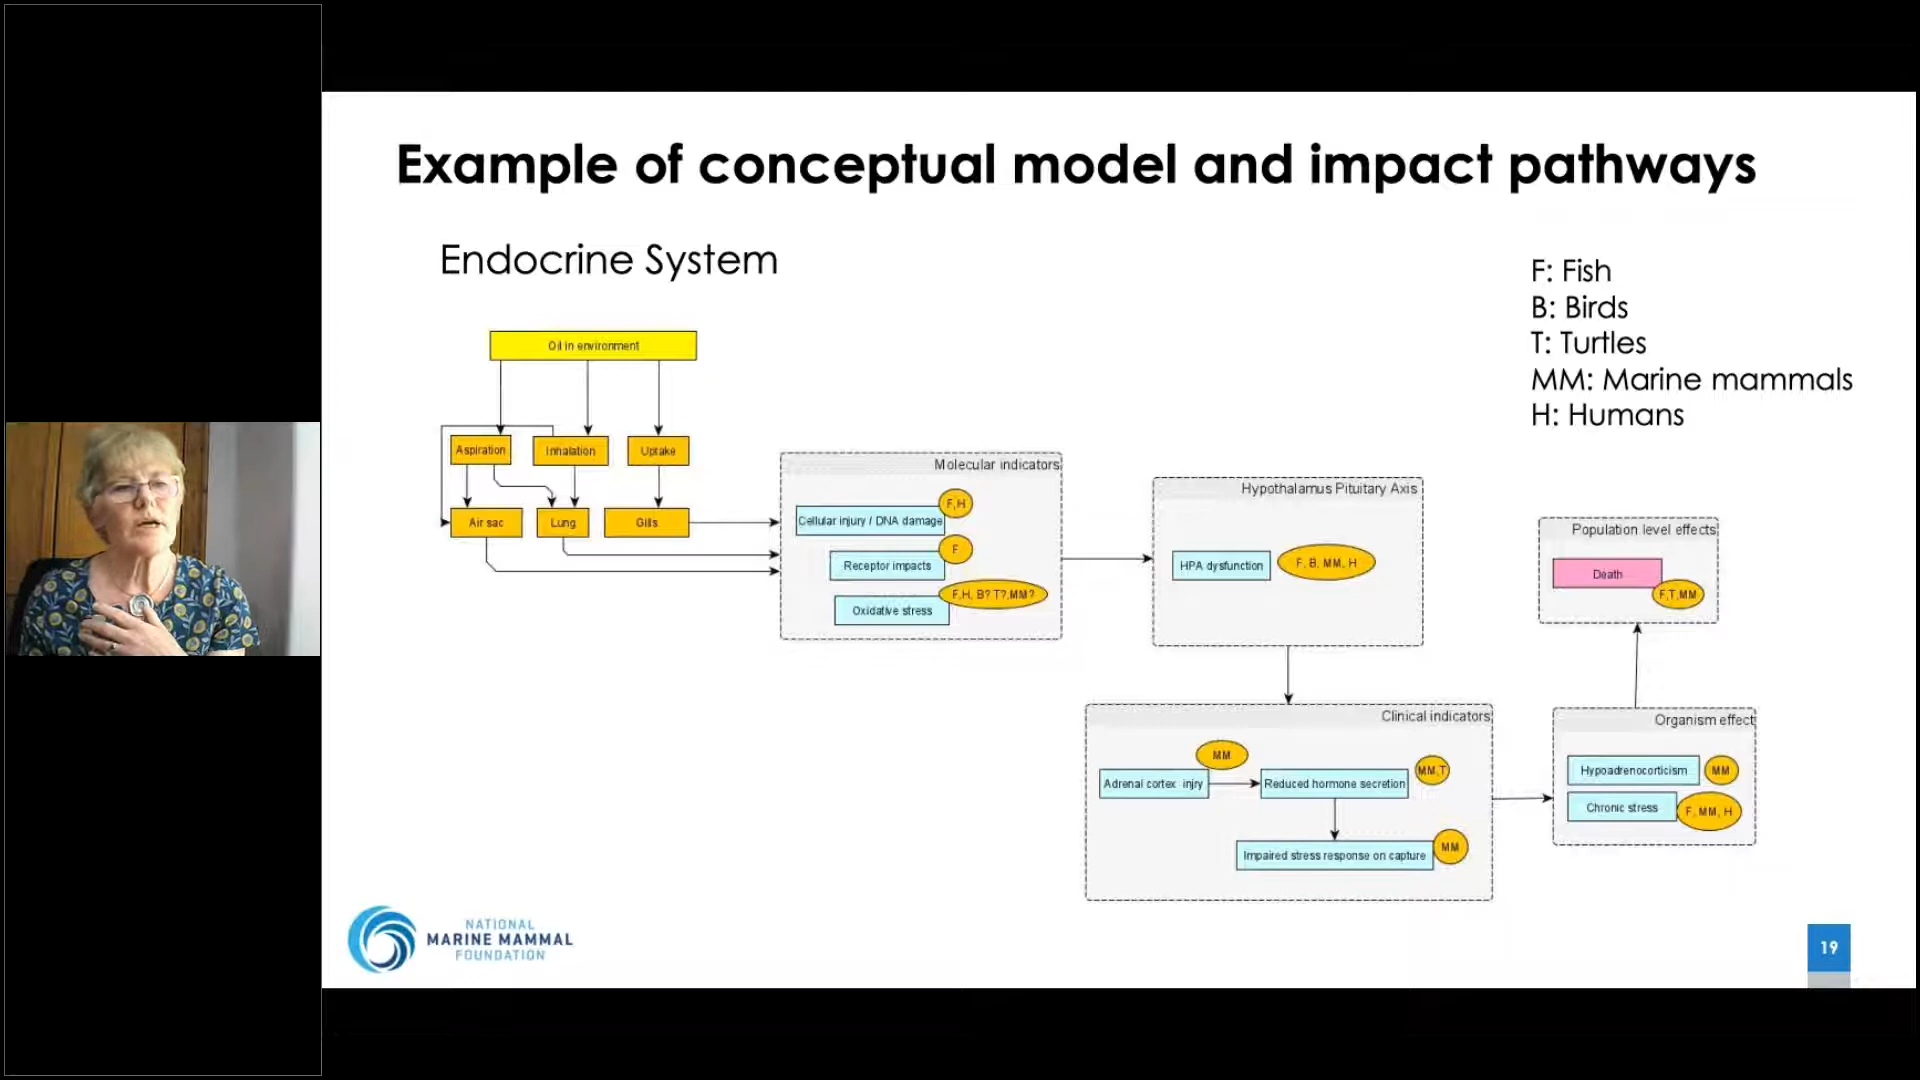 Example of conceptual model and impact pathways
Endocrine System
F: Fish
B: Birds
T: Turtles
MM: Marine mammals
H: Humans
Oil in environment
Aspiration
Inhalation
Uptake
Air sac
Lung
Gills
Molecular indicators
Cellular injury / DNA damage
F,H
Receptor impacts
F
Oxidative stress
F,H, B? T?,MM?
Hypothalamus Pituitary Axis
HPA dysfunction
F, B, MM, H
Clinical indicators
MM
Adrenal cortex injry
Reduced hormone secretion
MM,T
Impaired stress response on capture
MM
Organism effect
Hypoadrenocorticism
MM
Chronic stress
F, MM, H
Population level effects
Death
F,T,MM
NATIONAL
MARINE MAMMAL
FOUNDATION
19